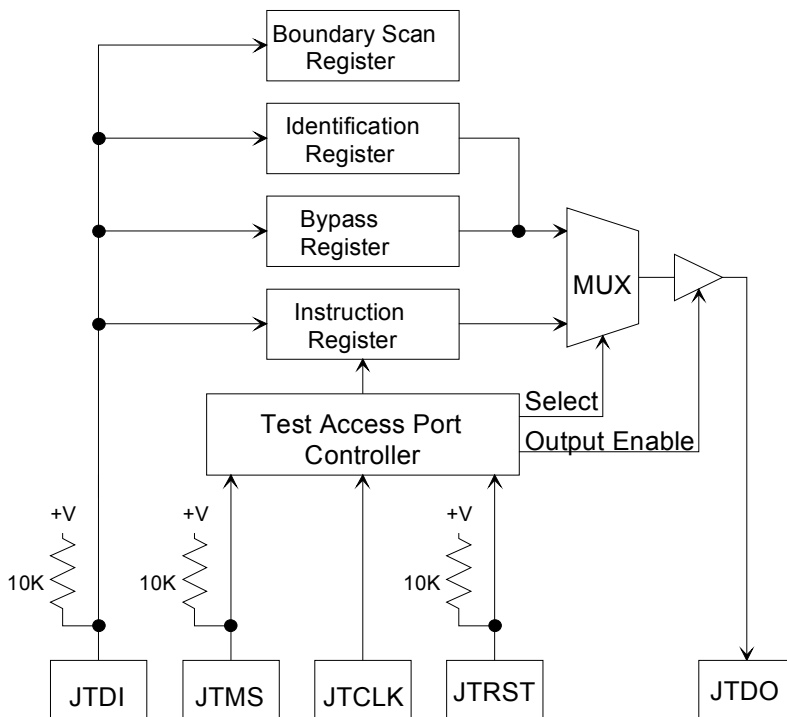 Boundary Scan
Register
Identification
Register
Bypass
Register
Instruction
Register
MUX
Test Access Port
Controller
Select
Output Enable
+V
10K
+V
10K
+V
10K
JTDI
JTMS
JTCLK
JTRST
JTDO